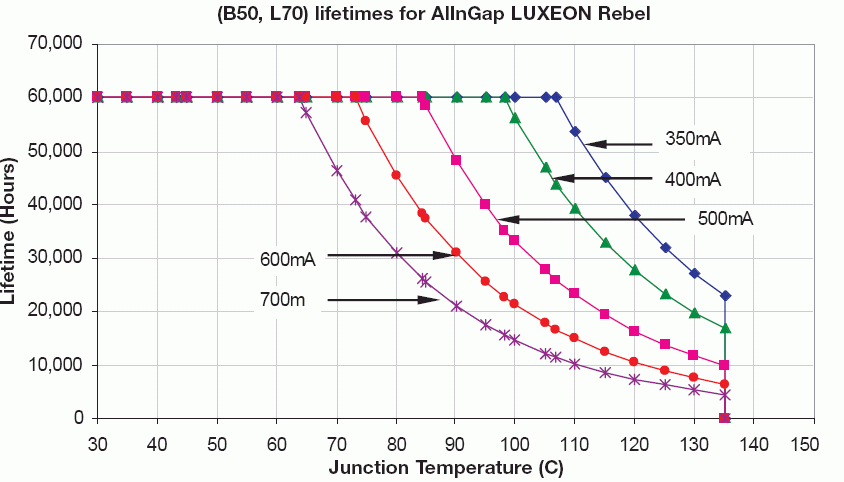 (B50, L70) lifetimes for AlInGap LUXEON Rebel
70,000
60,000
50,000
40,000
30,000
20,000
10,000
0
Lifetime (Hours)
350mA
400mA
500mA
600mA
700m
30 40 50 60 70 80 90 100 110 120 130 140 150
Junction Temperature (C)